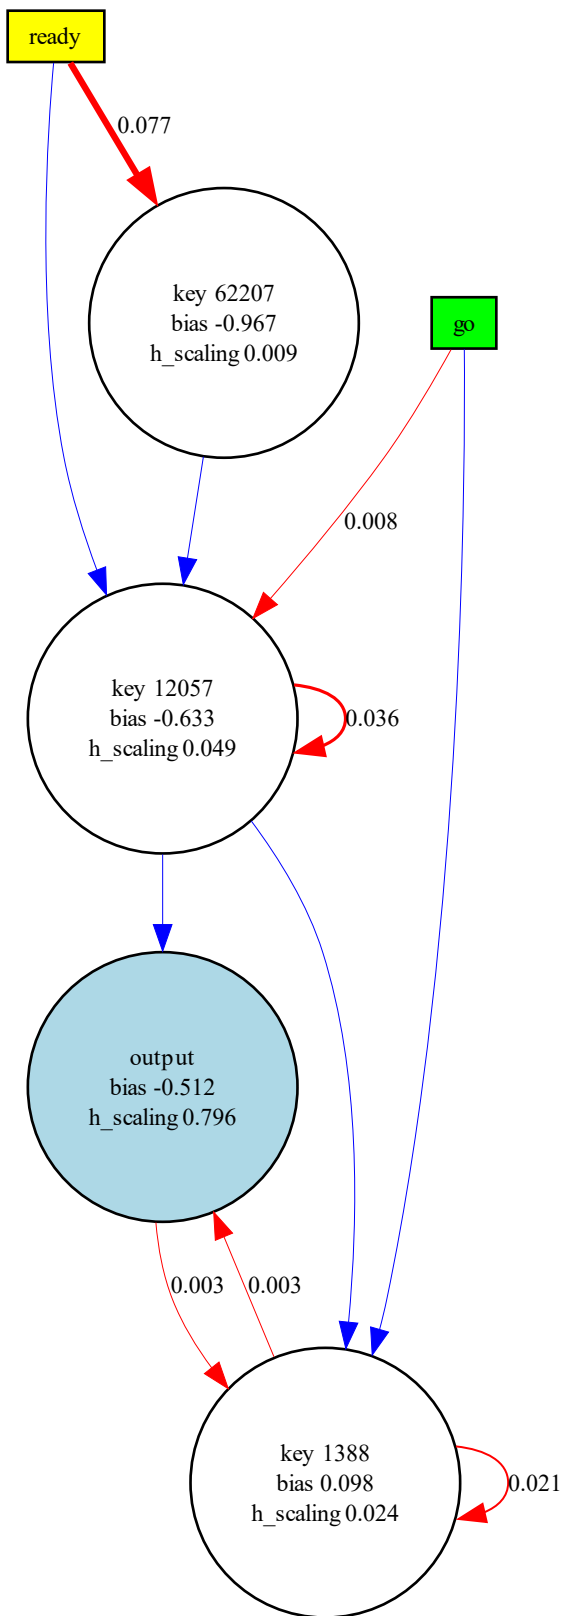 ready
0.077
key 62207
bias -0.967
h_scaling 0.009
go
0.008
key 12057
bias -0.633
h_scaling 0.049
0.036
output
bias -0.512
h_scaling 0.796
0.003
0.003
key 1388
bias 0.098
h_scaling 0.024
0.021